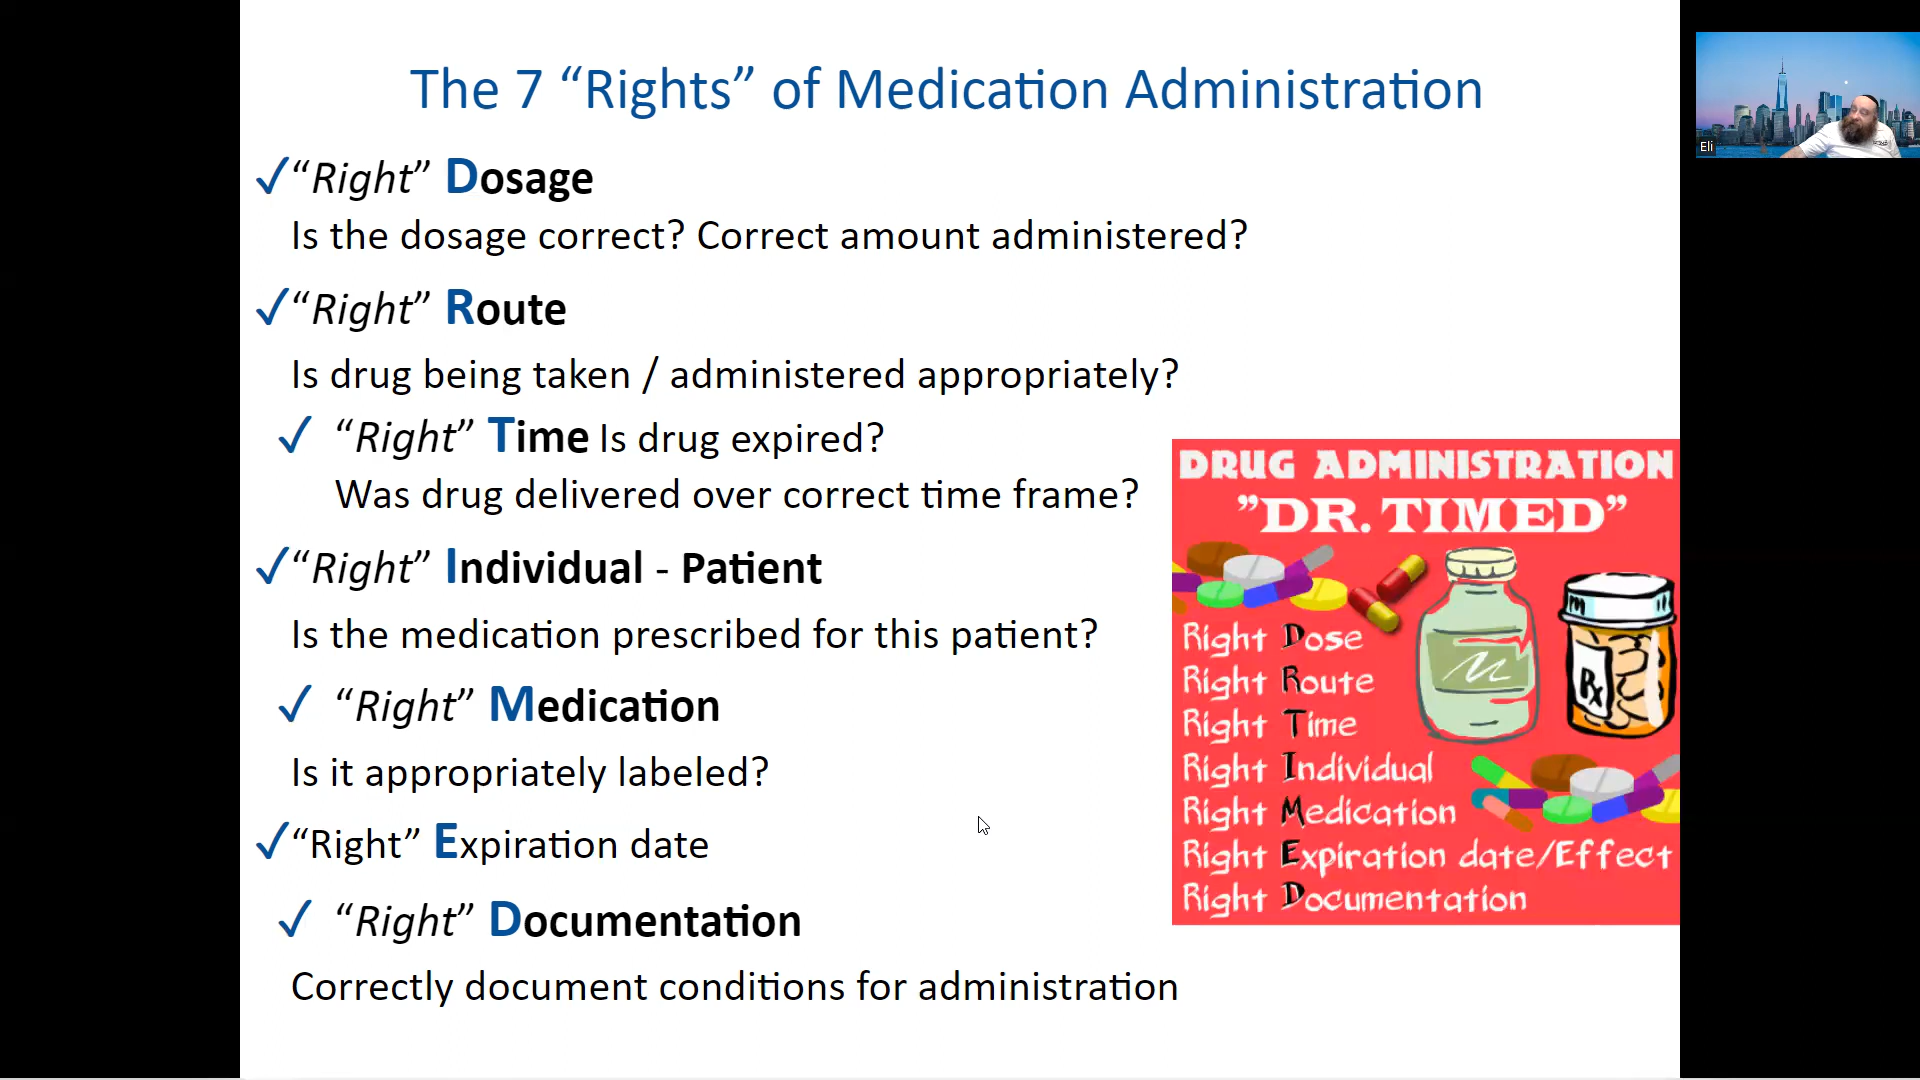 The 7 “Rights” of Medication Administration
✓“Right” Dosage
Is the dosage correct? Correct amount administered?
✓“Right” Route
Is drug being taken / administered appropriately?
✓ “Right” Time Is drug expired?
Was drug delivered over correct time frame?
✓“Right” Individual - Patient
Is the medication prescribed for this patient?
✓ “Right” Medication
Is it appropriately labeled?
✓“Right” Expiration date
✓ “Right” Documentation
Correctly document conditions for administration
DRUG ADMINISTRATION
”DR. TIMED”
Right Dose
Right Route
Right Time
Right Individual
Right Medication
Right Expiration date/Effect
Right Documentation
Rx
Eli